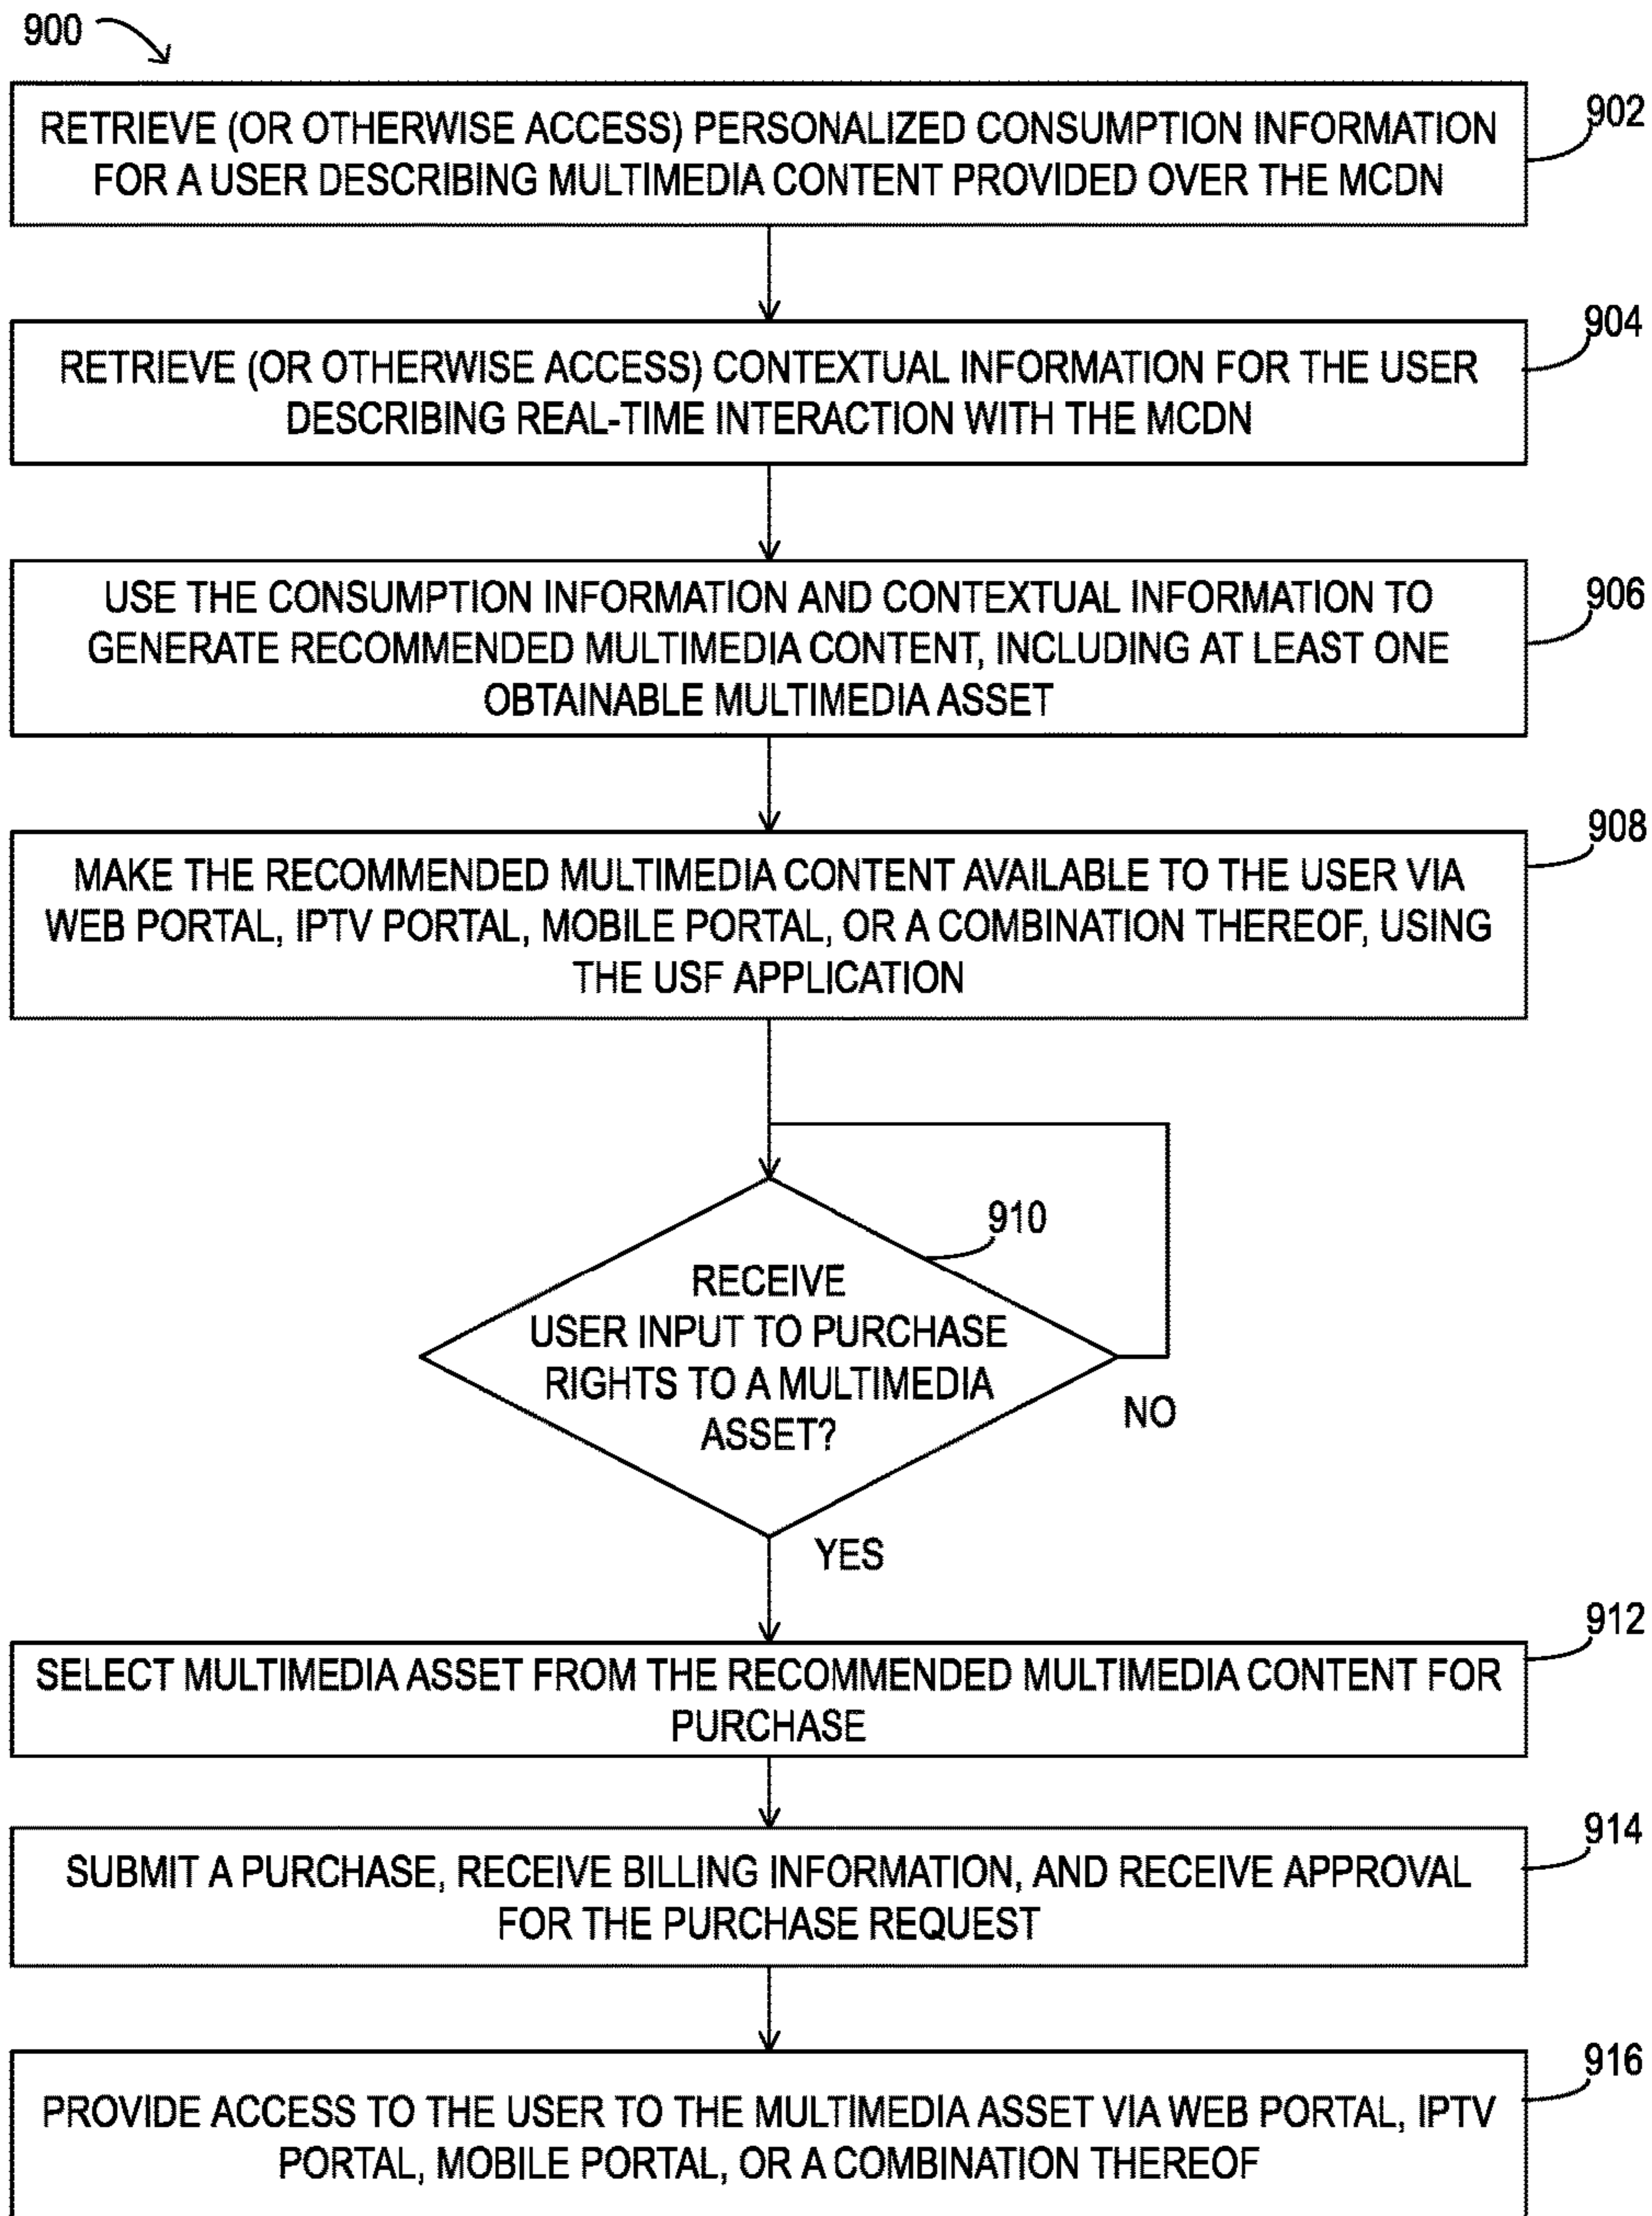 900
RETRIEVE (OR OTHERWISE ACCESS) PERSONALIZED CONSUMPTION INFORMATION
FOR A USER DESCRIBING MULTIMEDIA CONTENT PROVIDED OVER THE MCDN
902
RETRIEVE (OR OTHERWISE ACCESS) CONTEXTUAL INFORMATION FOR THE USER
DESCRIBING REAL-TIME INTERACTION WITH THE MCDN
904
USE THE CONSUMPTION INFORMATION AND CONTEXTUAL INFORMATION TO
GENERATE RECOMMENDED MULTIMEDIA CONTENT, INCLUDING AT LEAST ONE
OBTAINABLE MULTIMEDIA ASSET
906
MAKE THE RECOMMENDED MULTIMEDIA CONTENT AVAILABLE TO THE USER VIA
WEB PORTAL, IPTV PORTAL, MOBILE PORTAL, OR A COMBINATION THEREOF, USING
THE USF APPLICATION
908
910
RECEIVE
USER INPUT TO PURCHASE
RIGHTS TO A MULTIMEDIA
ASSET?
NO
YES
912
SELECT MULTIMEDIA ASSET FROM THE RECOMMENDED MULTIMEDIA CONTENT FOR
PURCHASE
914
SUBMIT A PURCHASE, RECEIVE BILLING INFORMATION, AND RECEIVE APPROVAL
FOR THE PURCHASE REQUEST
916
PROVIDE ACCESS TO THE USER TO THE MULTIMEDIA ASSET VIA WEB PORTAL, IPTV
PORTAL, MOBILE PORTAL, OR A COMBINATION THEREOF